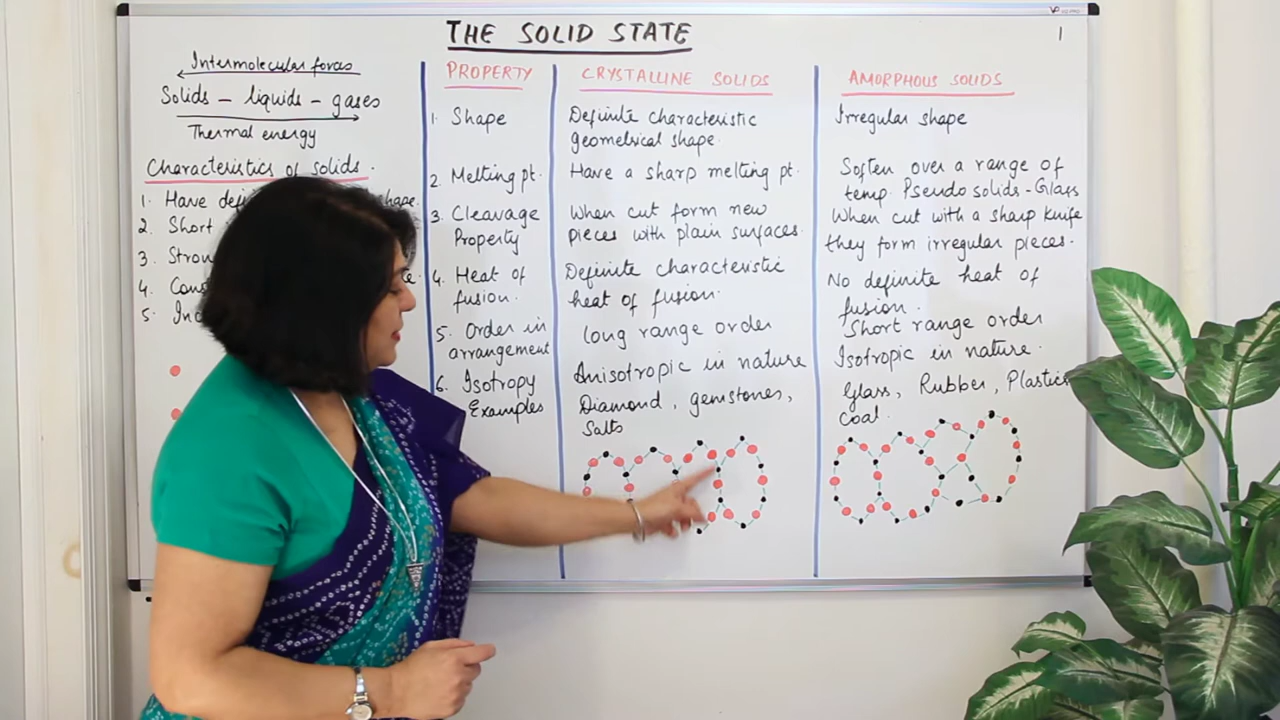 THE SOLID STATE
1
Intermolecular forces
Solids - liquids - gases
Thermal energy
Characteristics of solids.
1. Have shape.
2. Short
3.
4.
5.
PROPERTY
1. Shape
2. Melting pt.
3. Cleavage
Property
4. Heat of
fusion.
5. Order in
arrangement
6. Isotropy
Examples
CRYSTALLINE SOLIDS
Definite characteristic
geometrical shape.
Have a sharp melting pt.
When cut form new
pieces with plain surfaces.
Definite characteristic
heat of fusion.
long range order
Anisotropic in nature
Diamond, gemstones,
Salts
AMORPHOUS SOLIDS
Irregular shape
Soften over a range of
temp. Pseudo solids - Glass
When cut with a sharp knife
they form irregular pieces.
No definite heat of
fusion.
Short range order
Isotropic in nature.
Glass, Rubber, Plastics
Coal.